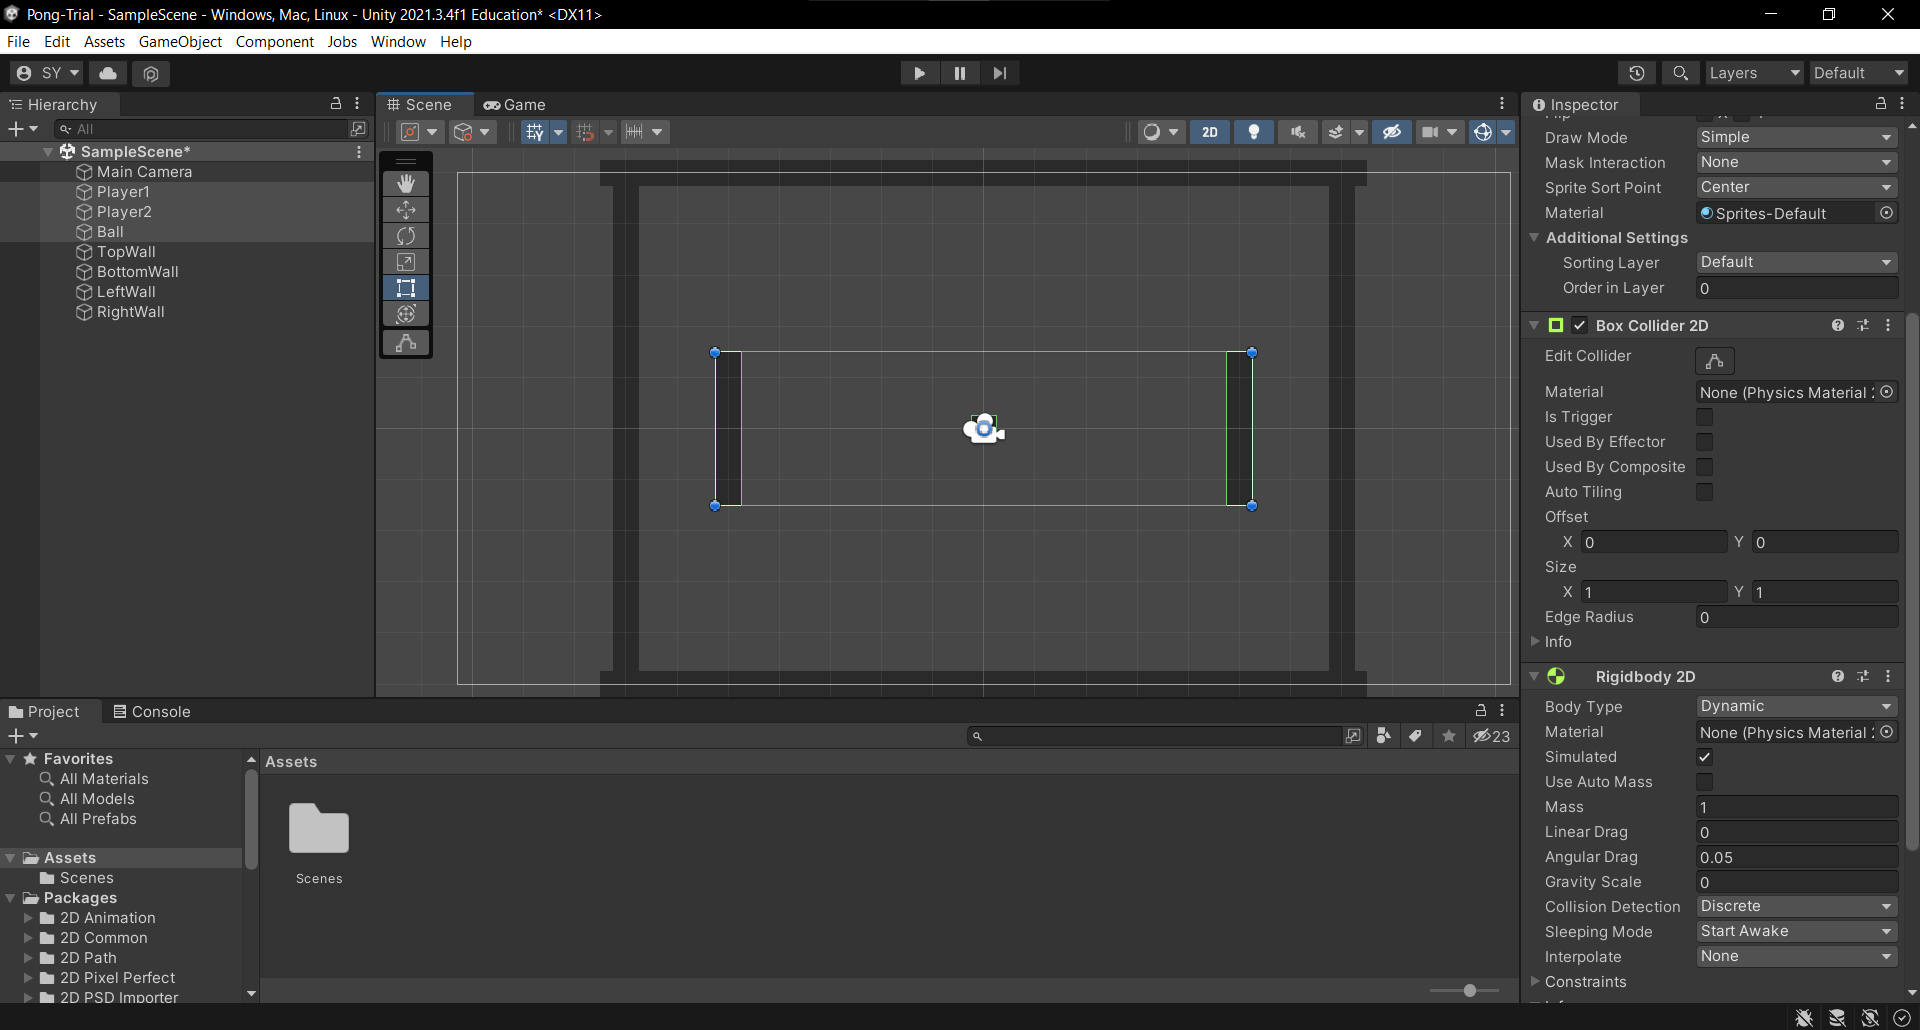 Pong-Trial - SampleScene - Windows, Mac, Linux - Unity 2021.3.4f1 Education* <DX11>
File Edit Assets GameObject Component Jobs Window Help
SY
Layers
Default
Hierarchy
All
SampleScene*
Main Camera
Player1
Player2
Ball
TopWall
BottomWall
LeftWall
RightWall
Scene
Game
2D
Inspector
Draw Mode Simple
Mask Interaction None
Sprite Sort Point Center
Material Sprites-Default
Additional Settings
Sorting Layer Default
Order in Layer 0
Box Collider 2D
Edit Collider
Material None (Physics Material 2
Is Trigger
Used By Effector
Used By Composite
Auto Tiling
Offset
X 0 Y 0
Size
X 1 Y 1
Edge Radius 0
Info
Rigidbody 2D
Body Type Dynamic
Material None (Physics Material 2
Simulated
Use Auto Mass
Mass 1
Linear Drag 0
Angular Drag 0.05
Gravity Scale 0
Collision Detection Discrete
Sleeping Mode Start Awake
Interpolate None
Constraints
Project
Console
23
Favorites
All Materials
All Models
All Prefabs
Assets
Scenes
Packages
2D Animation
2D Common
2D Path
2D Pixel Perfect
2D PSD Importer
Assets
Scenes